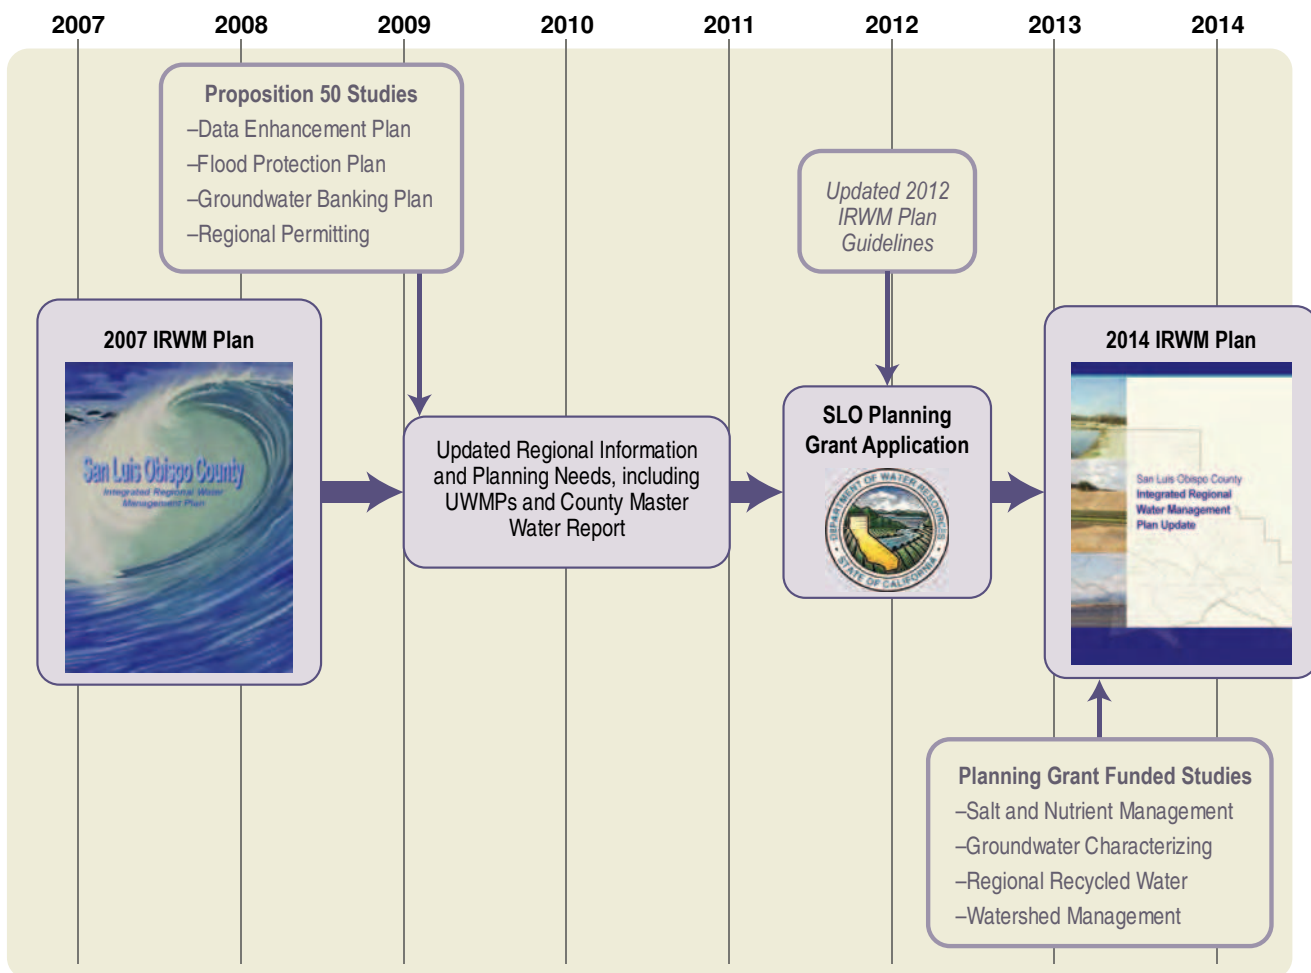 2007 2008 2009 2010 2011 2012 2013 2014
Proposition 50 Studies
–Data Enhancement Plan
–Flood Protection Plan
–Groundwater Banking Plan
–Regional Permitting
Updated 2012
IRWM Plan
Guidelines
2007 IRWM Plan
San Luis Obispo County
Integrated Regional Water
Management Plan
Updated Regional Information
and Planning Needs, including
UWMPs and County Master
Water Report
SLO Planning
Grant Application
DEPARTMENT OF WATER RESOURCES
STATE OF CALIFORNIA
2014 IRWM Plan
San Luis Obispo County
Integrated Regional
Water Management
Plan Update
Planning Grant Funded Studies
–Salt and Nutrient Management
–Groundwater Characterizing
–Regional Recycled Water
–Watershed Management